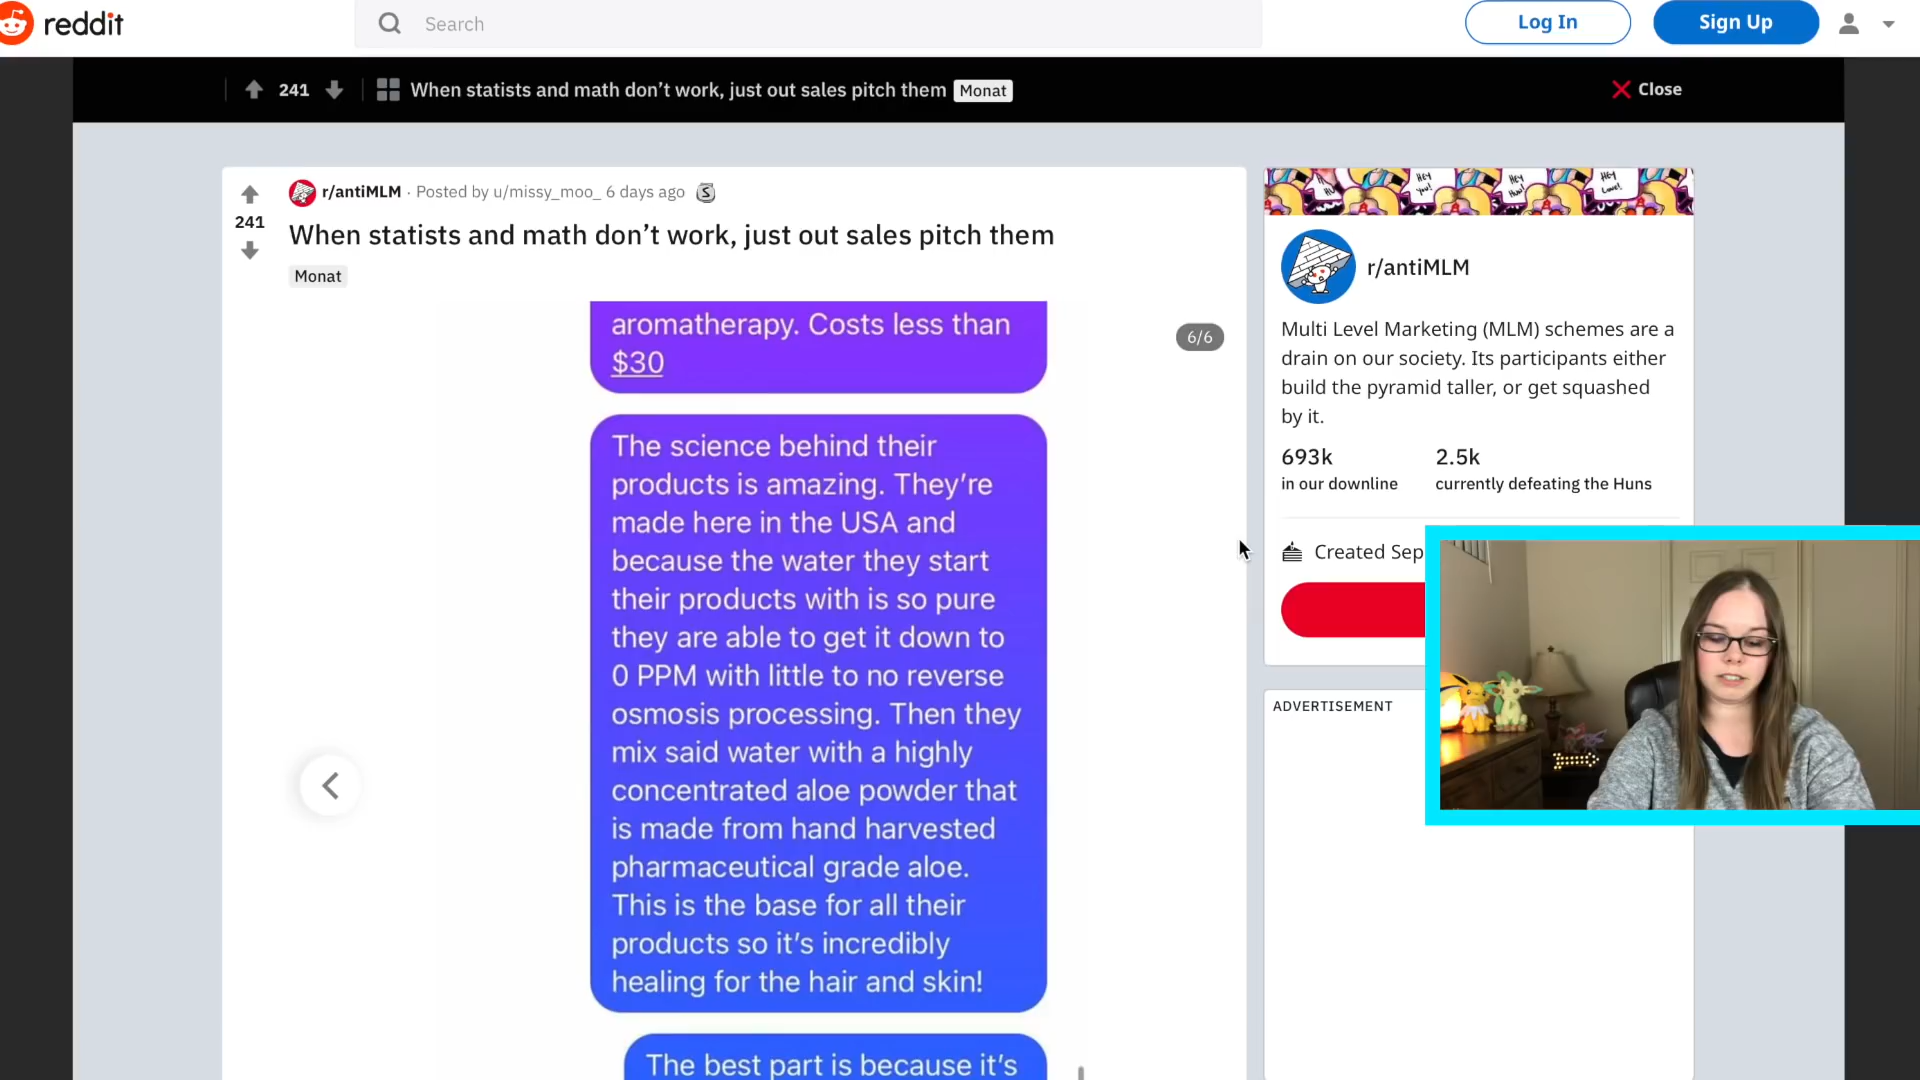 reddit
Search
Log In
Sign Up
241
When statists and math don't work, just out sales pitch them
Monat
Close
r/antiMLM · Posted by u/missy_moo_ 6 days ago
241
When statists and math don't work, just out sales pitch them
Monat
aromatherapy. Costs less than
$30
6/6
The science behind their
products is amazing. They're
made here in the USA and
because the water they start
their products with is so pure
they are able to get it down to
0 PPM with little to no reverse
osmosis processing. Then they
mix said water with a highly
concentrated aloe powder that
is made from hand harvested
pharmaceutical grade aloe.
This is the base for all their
products so it's incredibly
healing for the hair and skin!
The best part is because it's
HEY
you!
HEY
Hun!
HEY
Love!
r/antiMLM
Multi Level Marketing (MLM) schemes are a
drain on our society. Its participants either
build the pyramid taller, or get squashed
by it.
693k
in our downline
2.5k
currently defeating the Huns
Created Sep
ADVERTISEMENT